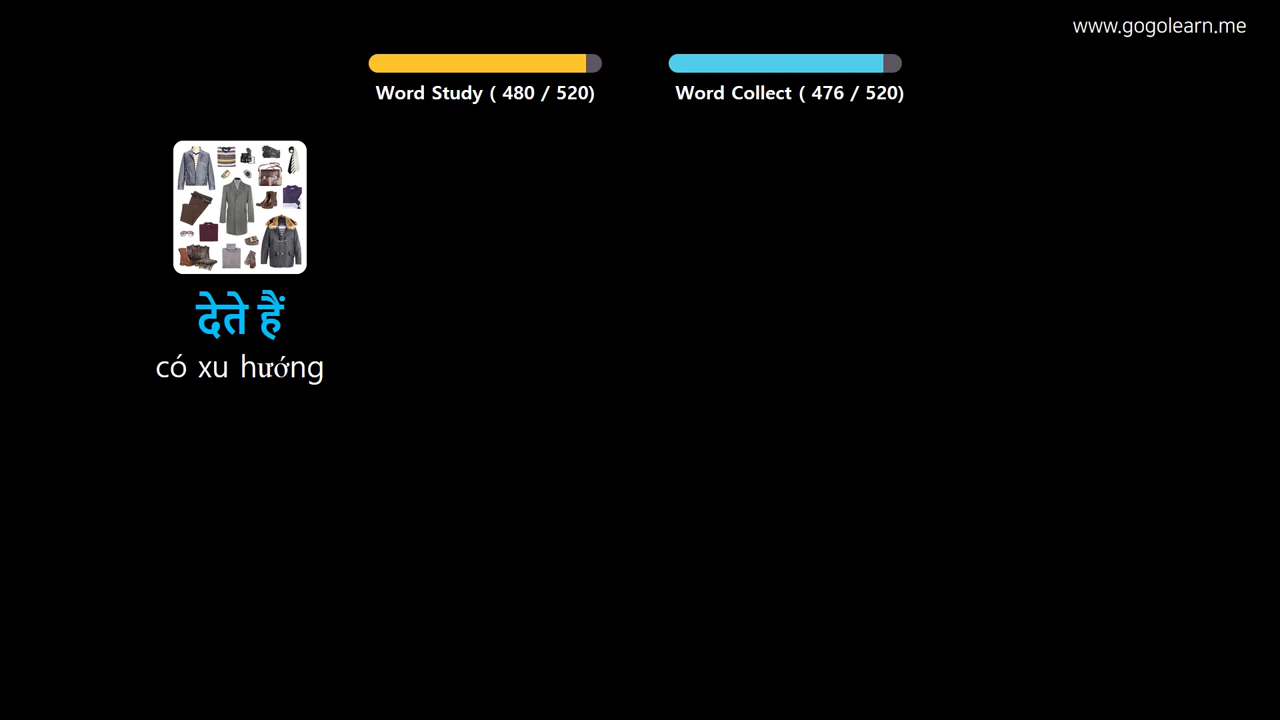 www.gogolearn.me
Word Study ( 480 / 520)
Word Collect ( 476 / 520)
देते हैं
có xu hướng